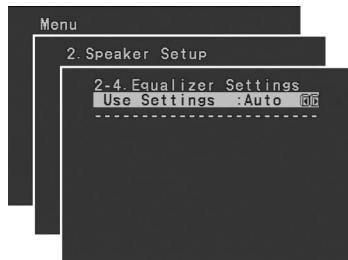 Menu
2.Speaker Setup
2-4.Equalizer Settings
Use Settings :Auto
------------------------